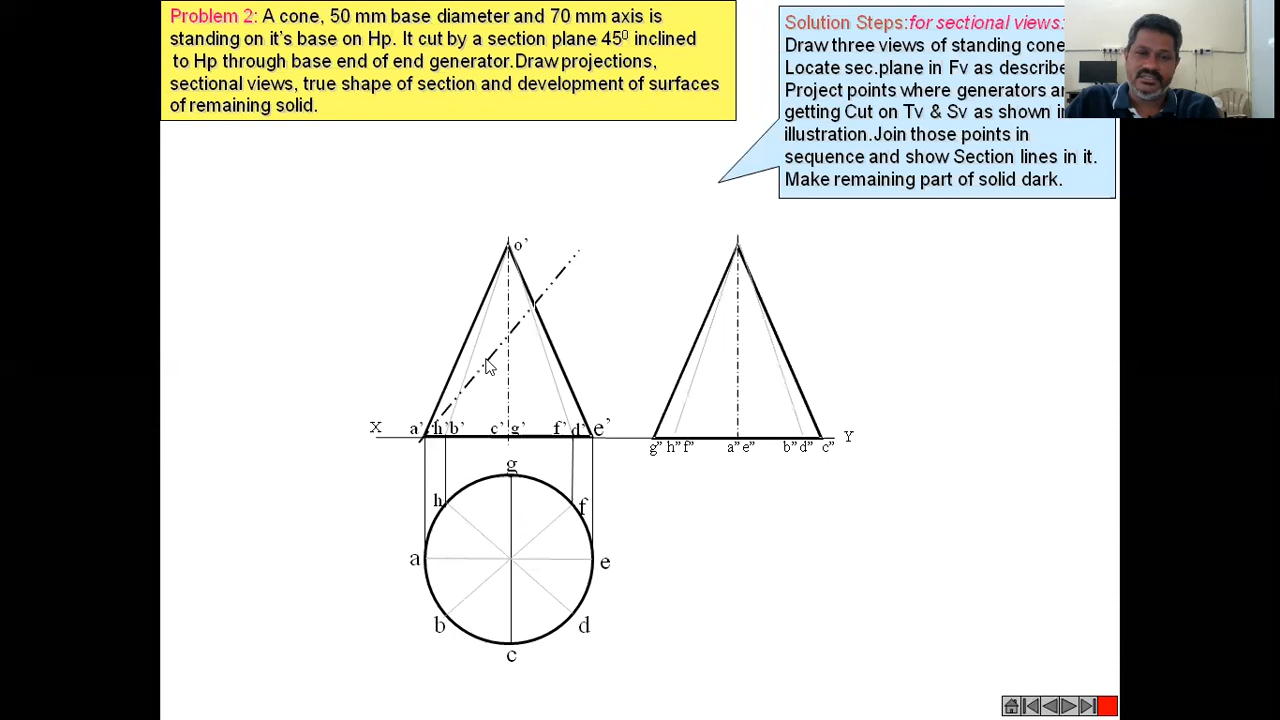 Problem 2: A cone, 50 mm base diameter and 70 mm axis is
standing on it's base on Hp. It cut by a section plane 45⁰ inclined
to Hp through base end of end generator.Draw projections,
sectional views, true shape of section and development of surfaces
of remaining solid.
Solution Steps:for sectional views:
Draw three views of standing cone
Locate sec.plane in Fv as describe
Project points where generators
getting Cut on Tv & Sv as shown in
illustration.Join those points in
sequence and show Section lines in it.
Make remaining part of solid dark.
o'
X a' h' b' c' g' f' d' e' Y
g" h" f" a" e" b" d" c"
g
h f
a e
b d
c